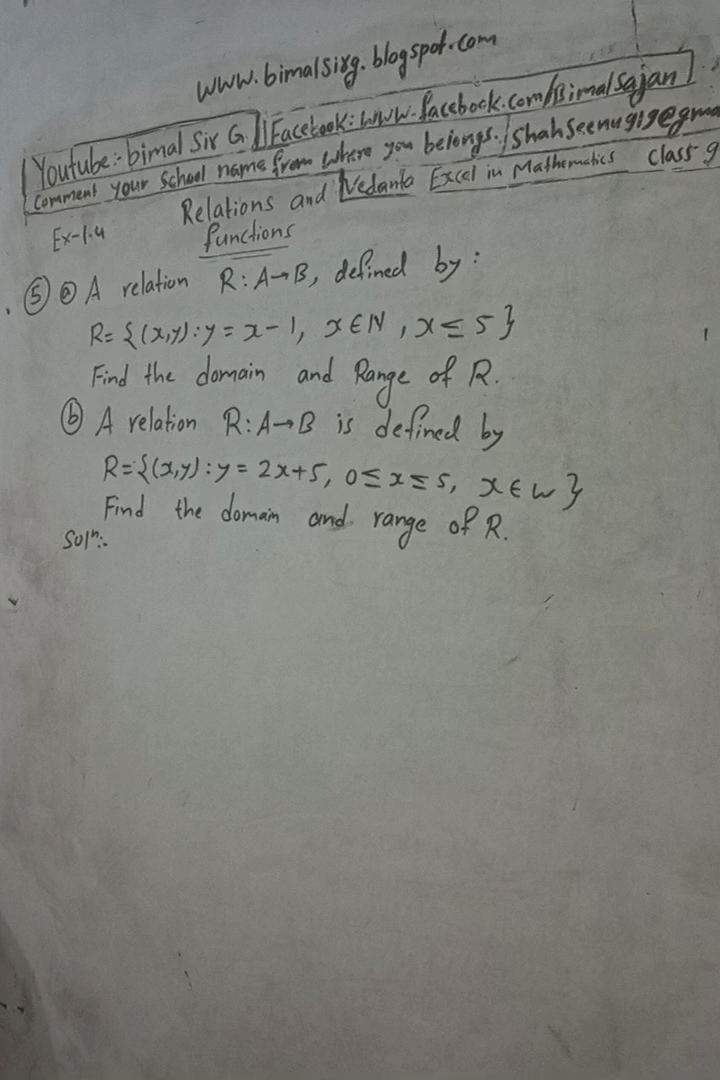 www.bimalsirg.blogspot.com
Youtube:- bimal Sir G. || Facebook: www.facebook.com/Bimalsajan
Comment your School name from where you belongs. / Shahseenu919@gma
Ex-1.4 Relations and functions Vedanta Excel in Mathematics Class-9
⑤ ⓐ A relation R: A→B, defined by:
R= {(x,y): y = x-1, x∈N, x≤5}
Find the domain and Range of R.
ⓑ A relation R: A→B is defined by
R={(x,y): y = 2x+5, 0≤x≤5, x∈w}
Find the domain and range of R.
Solⁿ:.